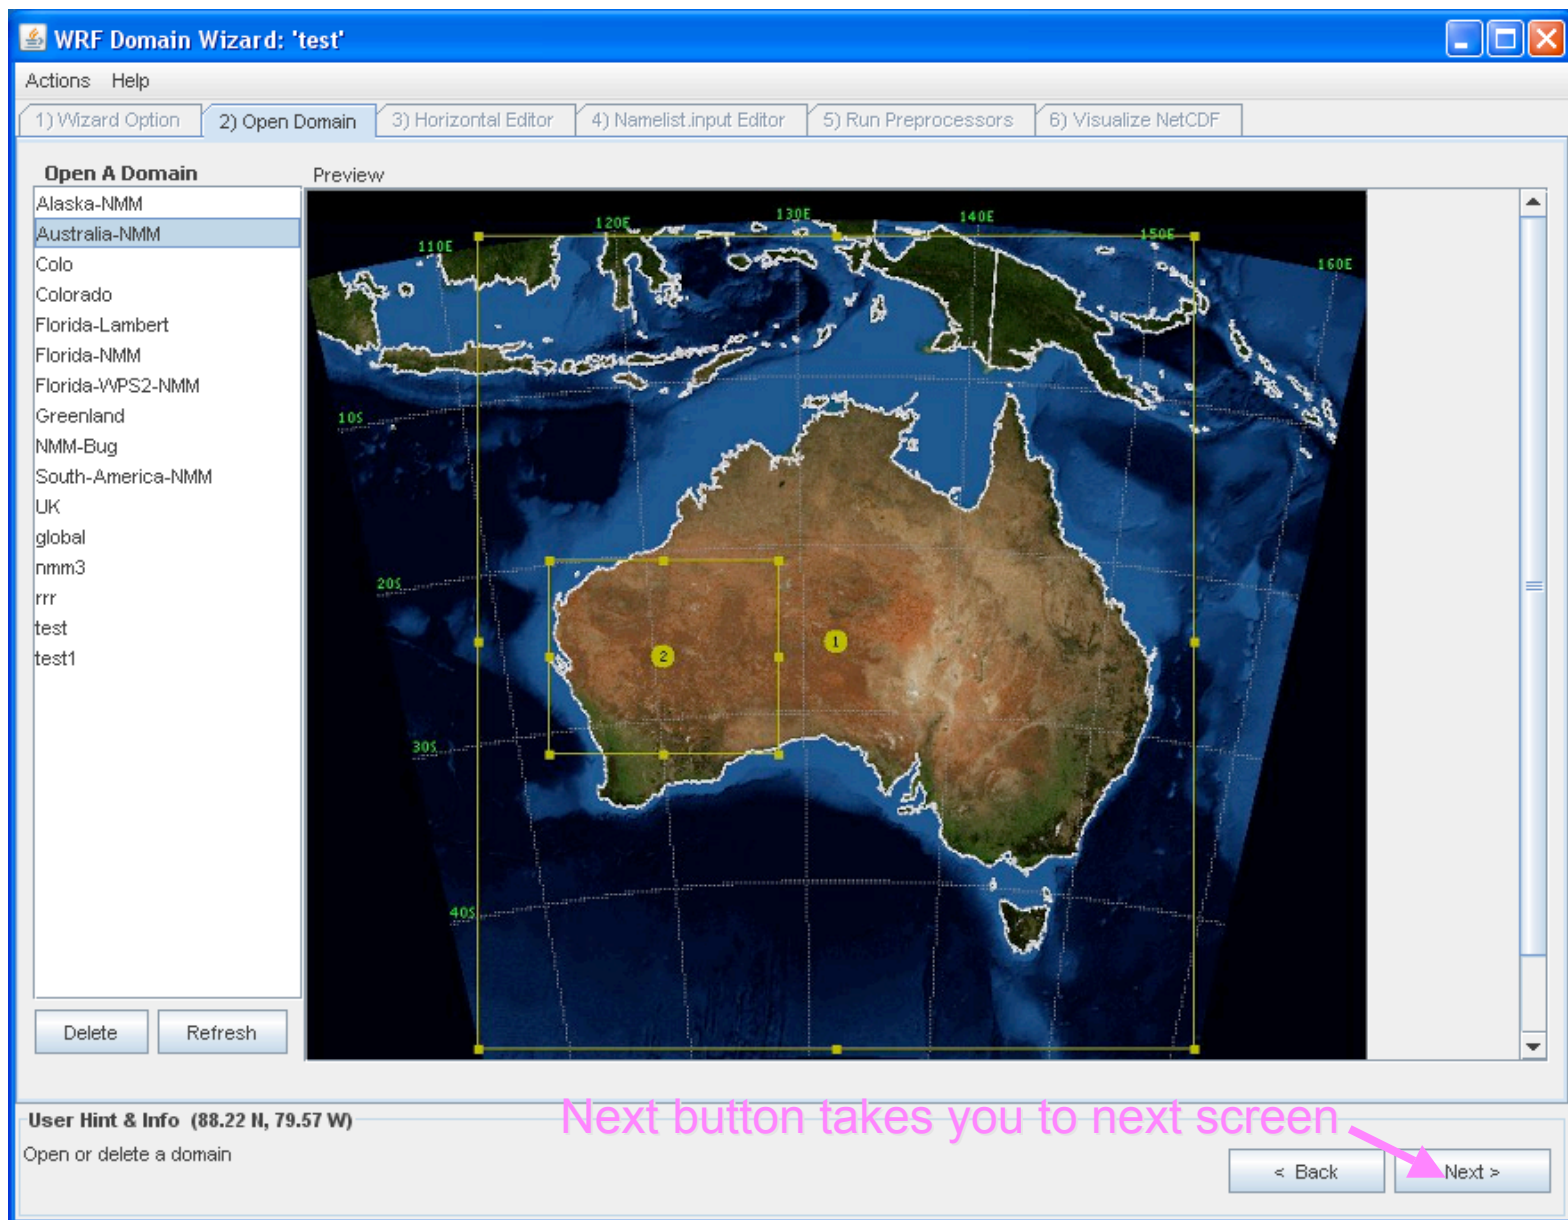 WRF Domain Wizard: 'test'
Actions Help
1) Wizard Option 2) Open Domain 3) Horizontal Editor 4) Namelist.input Editor 5) Run Preprocessors 6) Visualize NetCDF
Open A Domain
Preview
Alaska-NMM
Australia-NMM
Colo
Colorado
Florida-Lambert
Florida-NMM
Florida-WPS2-NMM
Greenland
NMM-Bug
South-America-NMM
UK
global
nmm3
rrr
test
test1
110E 120E 130E 140E 150E 160E
10S
20S
30S
40S
2 1
Delete Refresh
User Hint & Info (88.22 N, 79.57 W)
Next button takes you to next screen
Open or delete a domain
< Back Next >